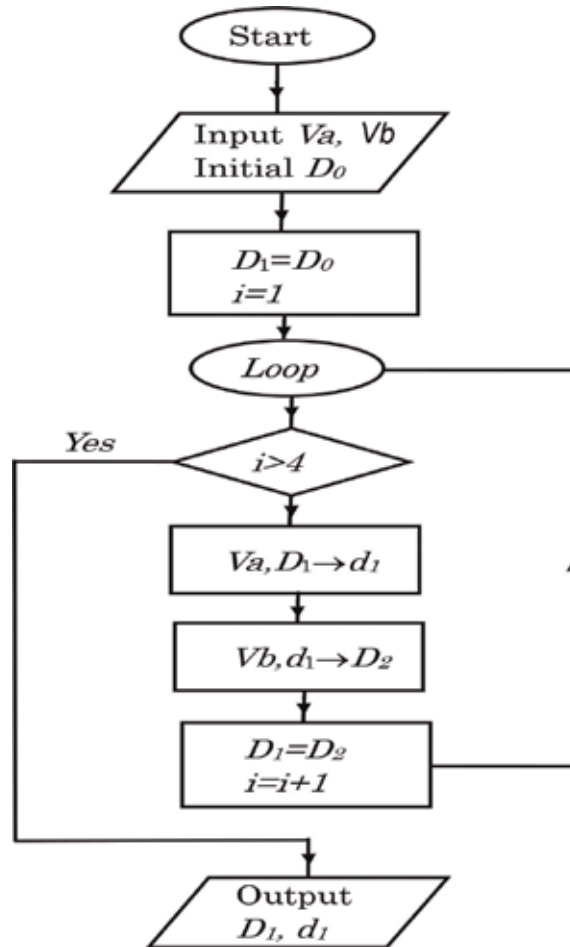 Start
Input Va, Vb
Initial D₀
D₁=D₀
i=1
Loop
Yes
i>4
Va,D₁→d₁
Vb,d₁→D₂
D₁=D₂
i=i+1
Output
D₁, d₁